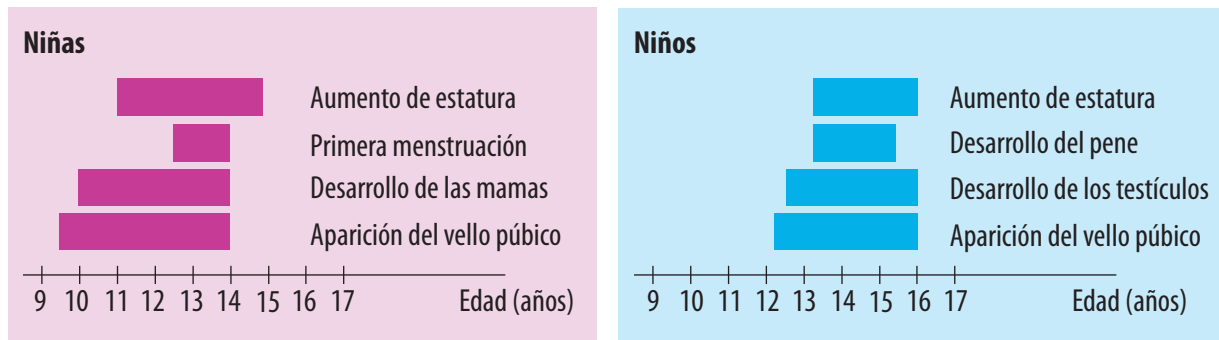 Niñas
Aumento de estatura
Primera menstruación
Desarrollo de las mamas
Aparición del vello púbico
9 10 11 12 13 14 15 16 17 Edad (años)
Niños
Aumento de estatura
Desarrollo del pene
Desarrollo de los testículos
Aparición del vello púbico
9 10 11 12 13 14 15 16 17 Edad (años)